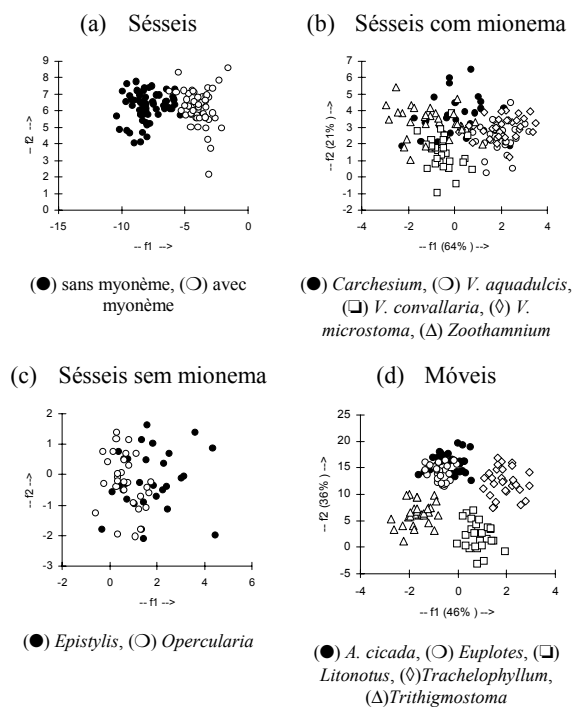 (a) Sésseis
9
8
7
6
5
4
3
2
1
0
-- f2 -->
-15 -10 -5 0
-- f1 -->
(●) sans myonème, (❍) avec
myonème
(b) Sésseis com mionema
7
6
5
4
3
2
1
0
-1
-2
-- f2 (21%) -->
-4 -2 0 2 4
-- f1 (64%) -->
(●) Carchesium, (❍) V. aquadulcis,
(❑) V. convallaria, (◊) V.
microstoma, (Δ) Zoothamnium
(c) Sésseis sem mionema
2
1
0
-1
-2
-3
-- f2 -->
-2 0 2 4 6
-- f1 -->
(●) Epistylis, (❍) Opercularia
(d) Móveis
25
20
15
10
5
0
-5
-- f2 (36%) -->
-4 -2 0 2 4
-- f1 (46%) -->
(●) A. cicada, (❍) Euplotes, (❑)
Litonotus, (◊)Trachelophyllum,
(Δ)Trithigmostoma